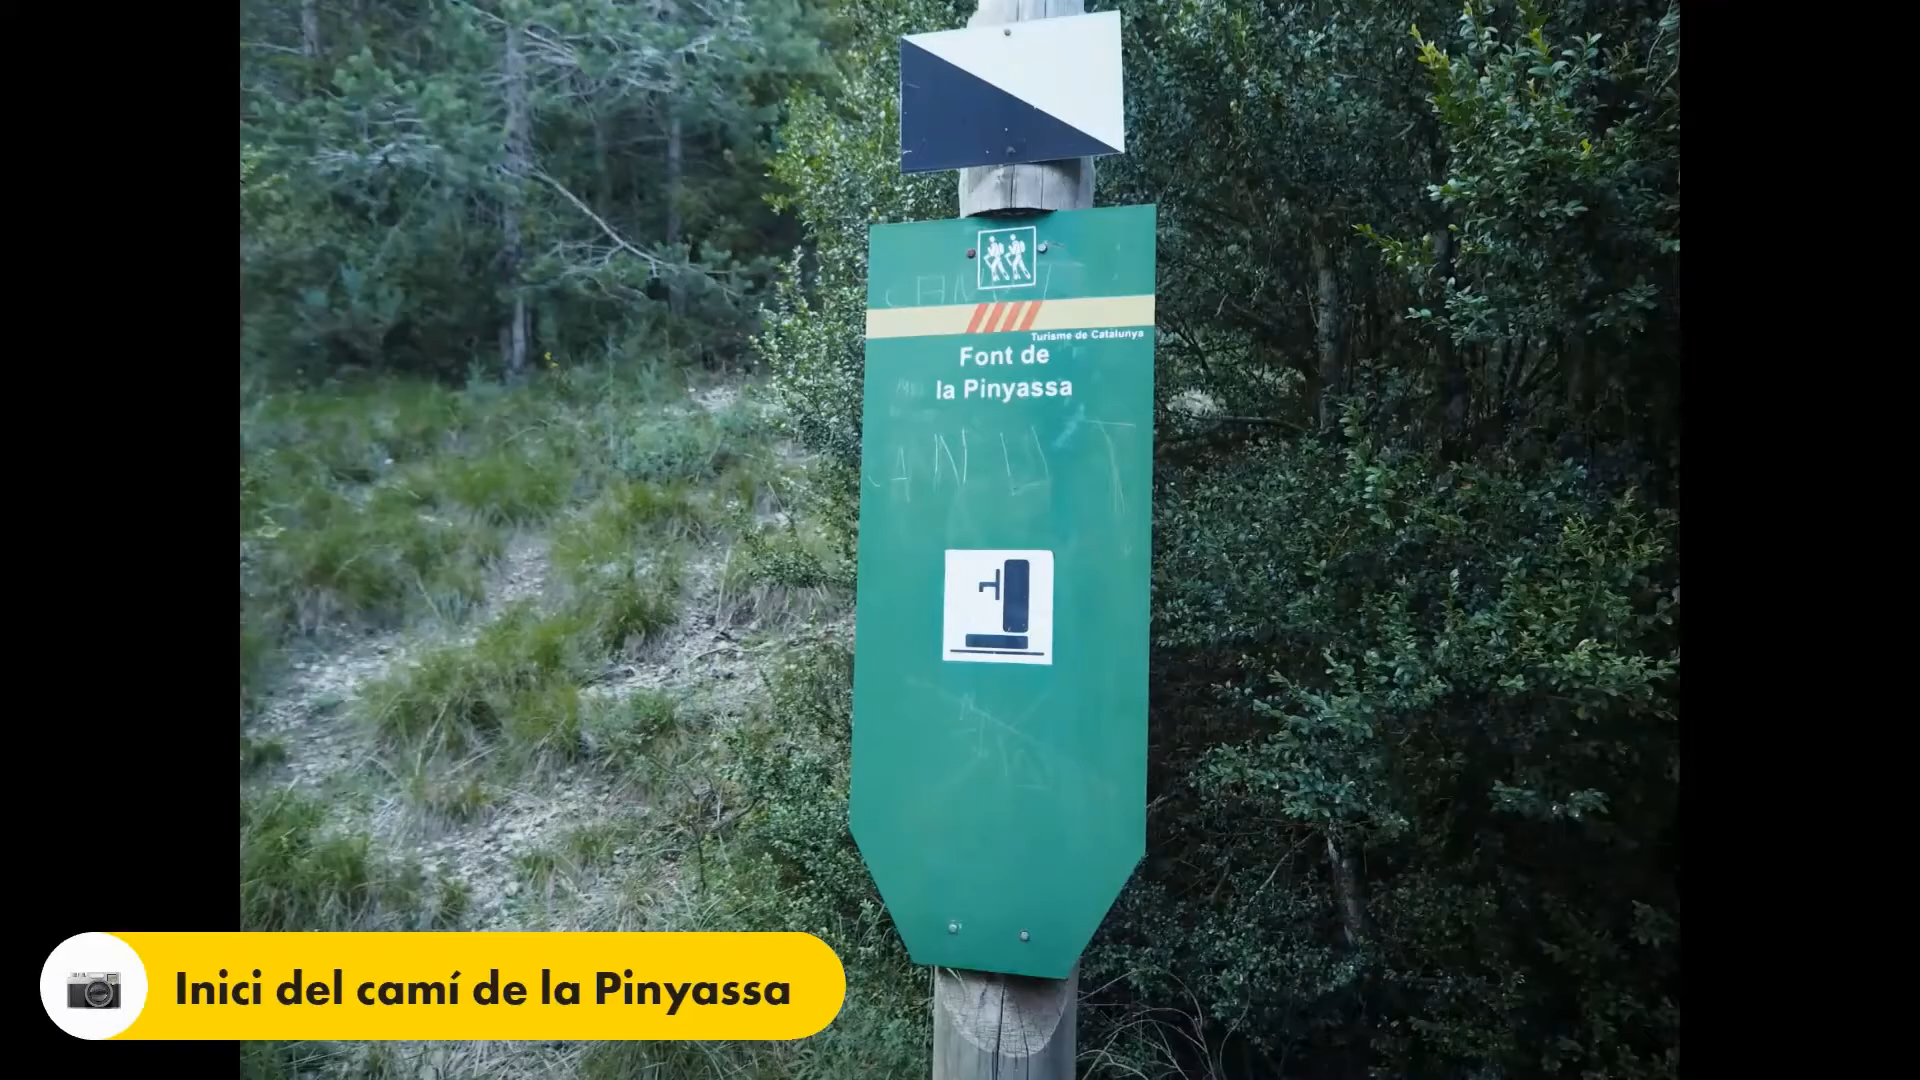 Turisme de Catalunya
Font de
la Pinyassa
Inici del camí de la Pinyassa